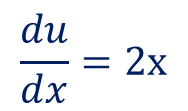 du/dx = 2x